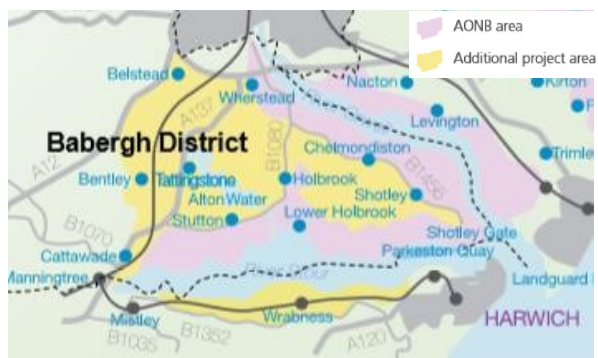 AONB area
Additional project area
Belstead
Nacton
Kirton
Wherstead
A137
Levington
Babergh District
B1080
Chelmondiston
Trimley
A12
Tattingstone
Bentley
Holbrook
B1456
Alton Water
Shotley
Stutton
Lower Holbrook
B1070
Shotley Gate
Cattawade
Parkeston Quay
Manningtree
River Stour
Landguard
Mistley
Wrabness
HARWICH
B1035
B1352
A120